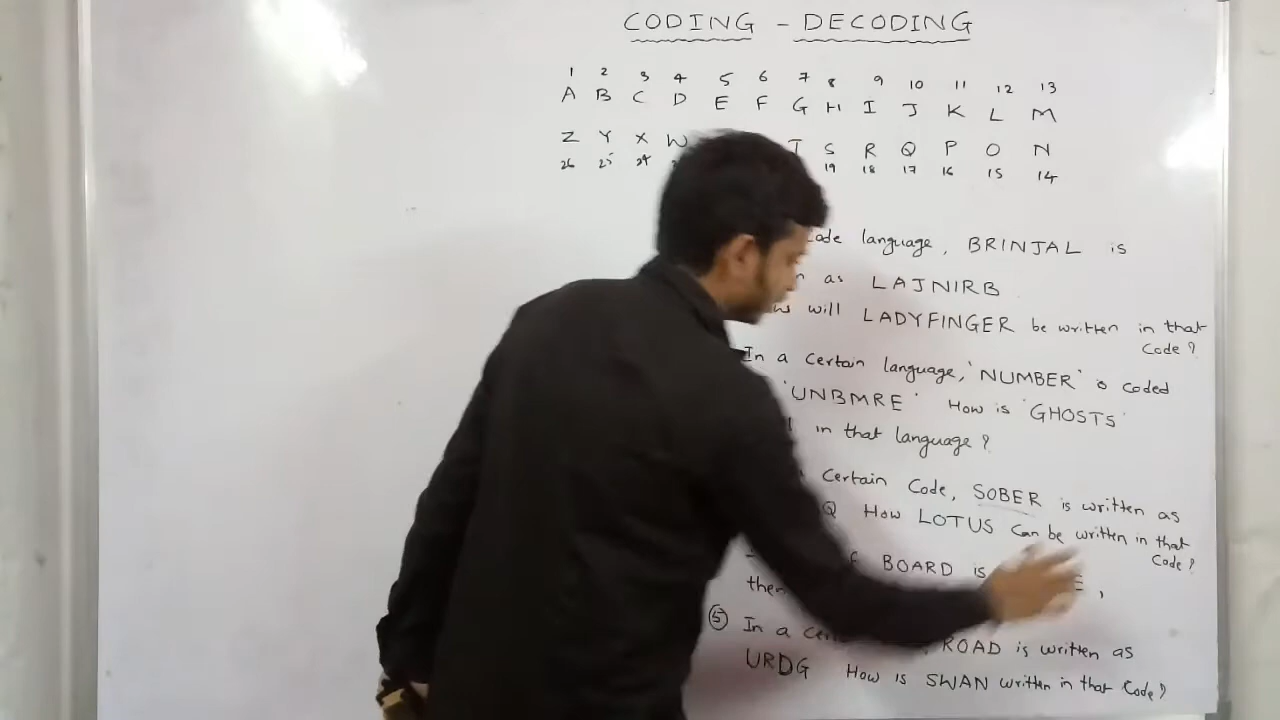 CODING - DECODING
1 2 3 4 5 6 7 8 9 10 11 12 13
A B C D E F G H I J K L M
Z Y X W T S R Q P O N
26 25 24 19 18 17 16 15 14
language, BRINJAL is
as LAJNIRB
will LADYFINGER be written in that
Code?
In a certain language, 'NUMBER' is coded
'UNBMRE' How is 'GHOSTS'
in that language?
Certain Code, SOBER is written as
Q How LOTUS Can be written in that
Code?
BOARD is
then
(5) In a ROAD is written as
URDG How is SWAN written in that Code?